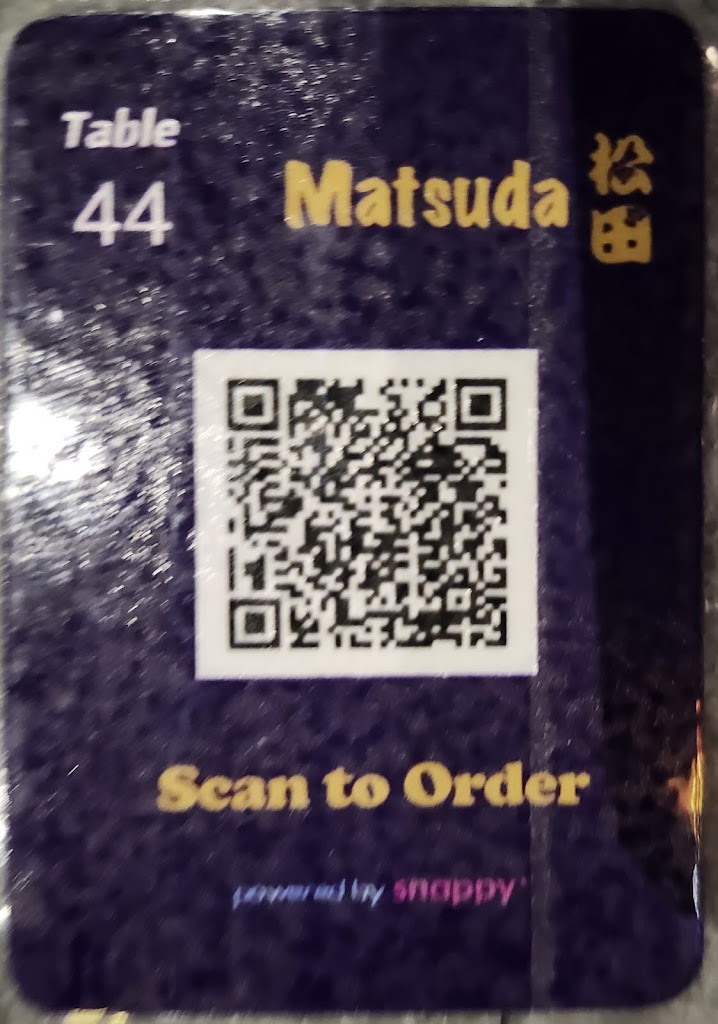 Table
44
Matsuda
松田
Scan to Order
powered by snappy